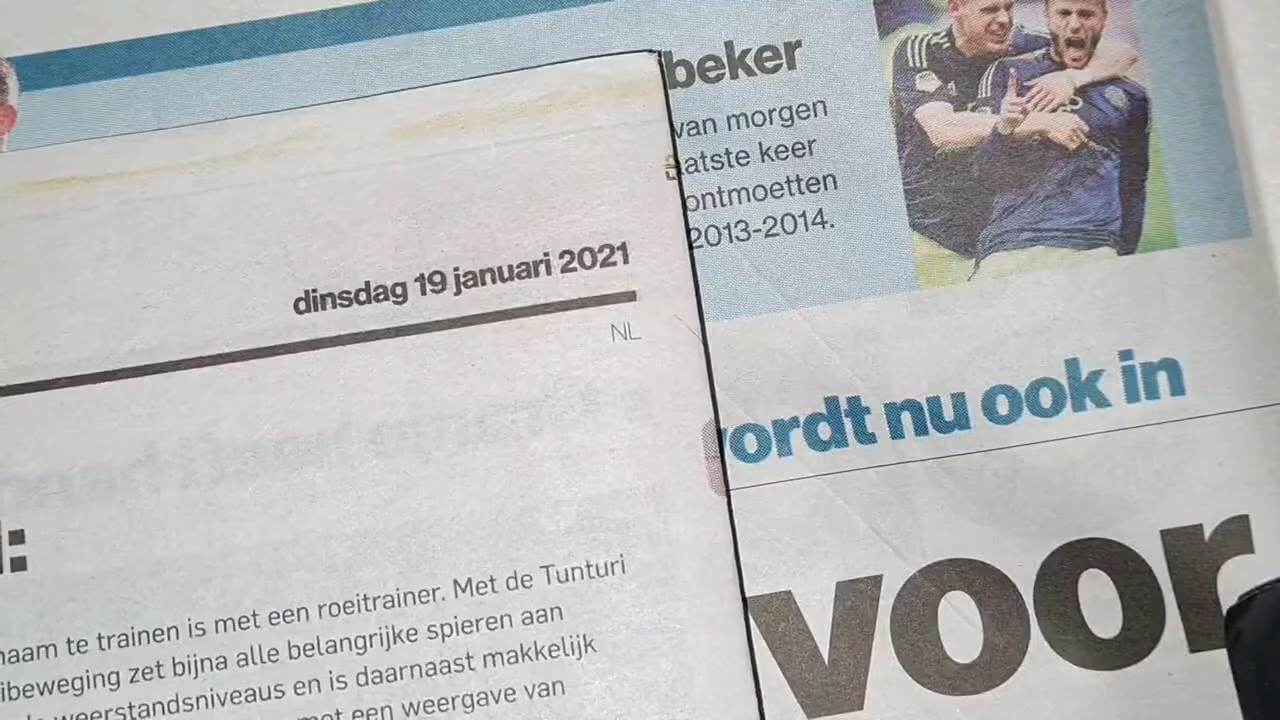 beker
van morgen
atste keer
ontmoetten
2013-2014.
dinsdag 19 januari 2021
NL
ordt nu ook in
voor
naam te trainen is met een roeitrainer. Met de Tunturi
ibeweging zet bijna alle belangrijke spieren aan
weerstandsniveaus en is daarnaast makkelijk
met een weergave van